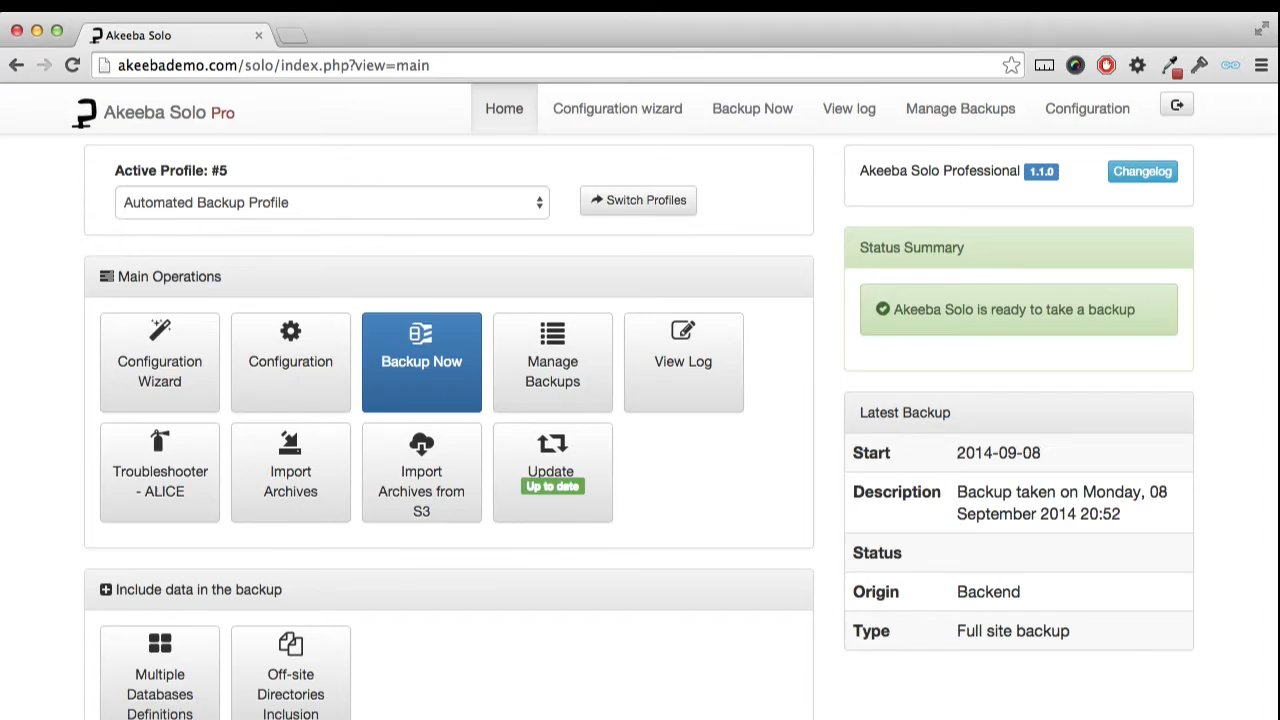 Akeeba Solo
akeebademo.com/solo/index.php?view=main
Akeeba Solo Pro
Home
Configuration wizard
Backup Now
View log
Manage Backups
Configuration
Active Profile: #5
Automated Backup Profile
Switch Profiles
Main Operations
Configuration
Wizard
Configuration
Backup Now
Manage
Backups
View Log
Troubleshooter
- ALICE
Import
Archives
Import
Archives from
S3
Update
Up to date
Include data in the backup
Multiple
Databases
Definitions
Off-site
Directories
Inclusion
Akeeba Solo Professional 1.1.0
Changelog
Status Summary
Akeeba Solo is ready to take a backup
Latest Backup
Start 2014-09-08
Description Backup taken on Monday, 08
September 2014 20:52
Status
Origin Backend
Type Full site backup